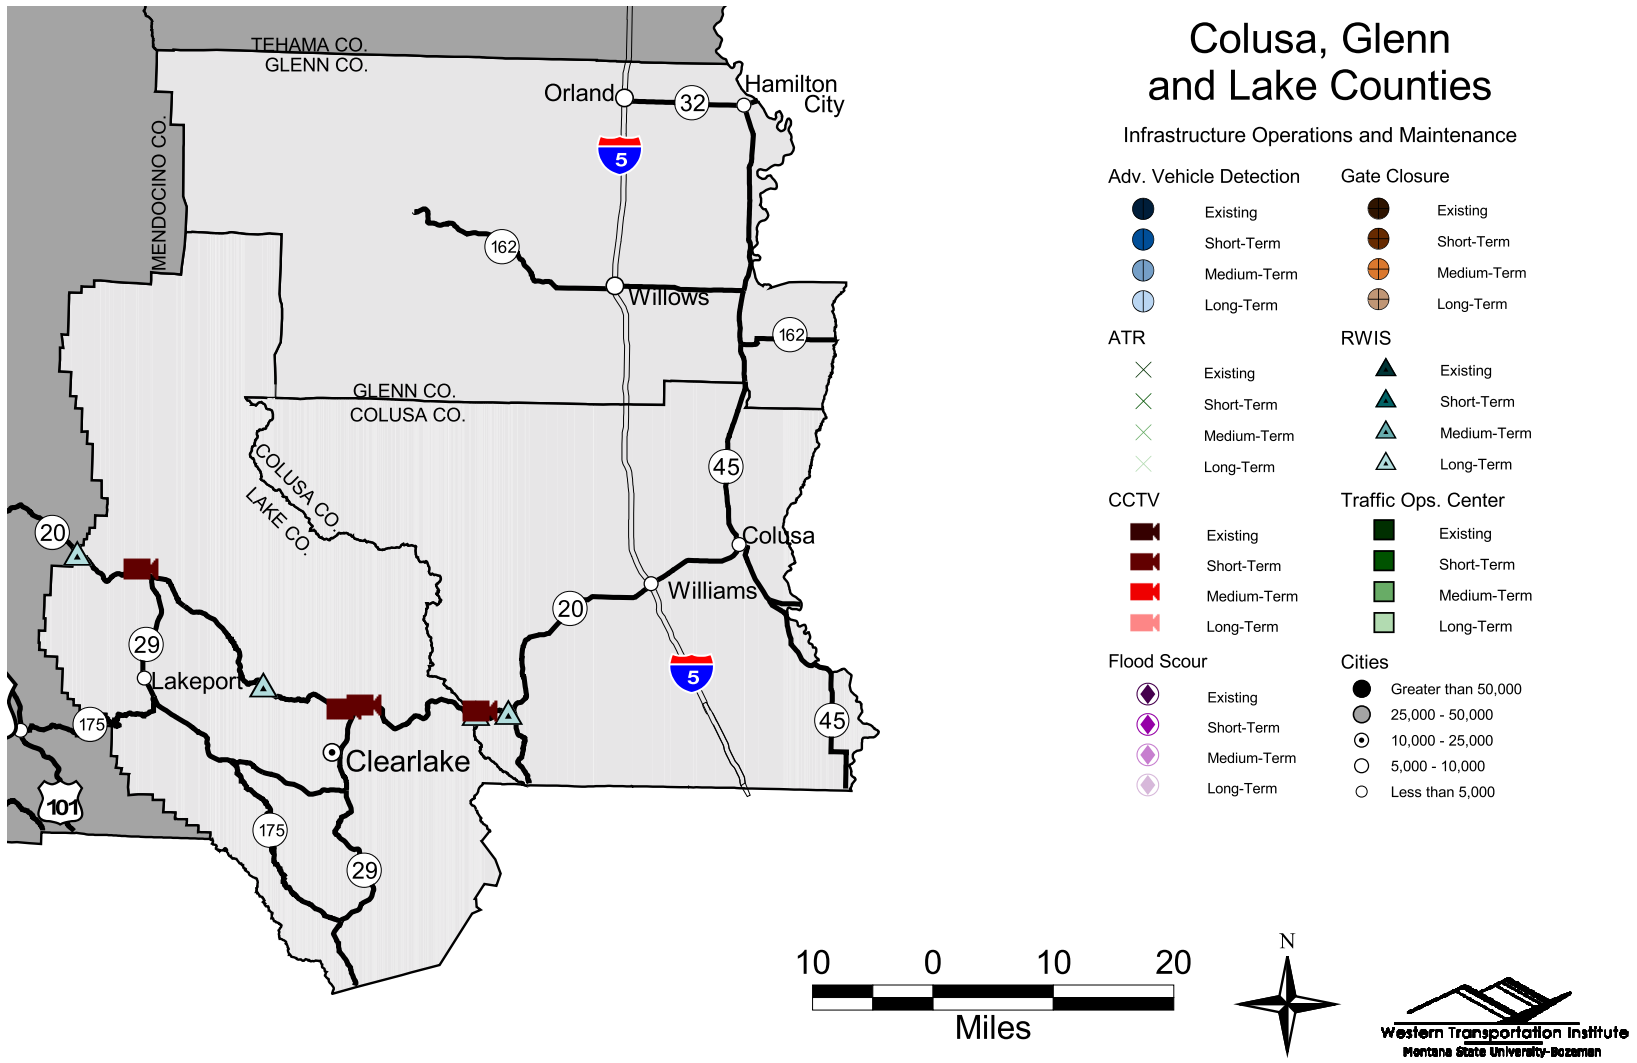 Colusa, Glenn
and Lake Counties
Infrastructure Operations and Maintenance
Adv. Vehicle Detection
Existing
Short-Term
Medium-Term
Long-Term
Gate Closure
Existing
Short-Term
Medium-Term
Long-Term
ATR
Existing
Short-Term
Medium-Term
Long-Term
RWIS
Existing
Short-Term
Medium-Term
Long-Term
CCTV
Existing
Short-Term
Medium-Term
Long-Term
Traffic Ops. Center
Existing
Short-Term
Medium-Term
Long-Term
Flood Scour
Existing
Short-Term
Medium-Term
Long-Term
Cities
Greater than 50,000
25,000 - 50,000
10,000 - 25,000
5,000 - 10,000
Less than 5,000
TEHAMA CO.
GLENN CO.
MENDOCINO CO.
Orland
32
Hamilton
City
5
162
Willows
162
GLENN CO.
COLUSA CO.
COLUSA CO.
LAKE CO.
45
Colusa
20
Williams
20
29
Lakeport
5
175
45
Clearlake
101
175
29
10 0 10 20
Miles
N
Western Transportation Institute
Montana State University-Bozeman